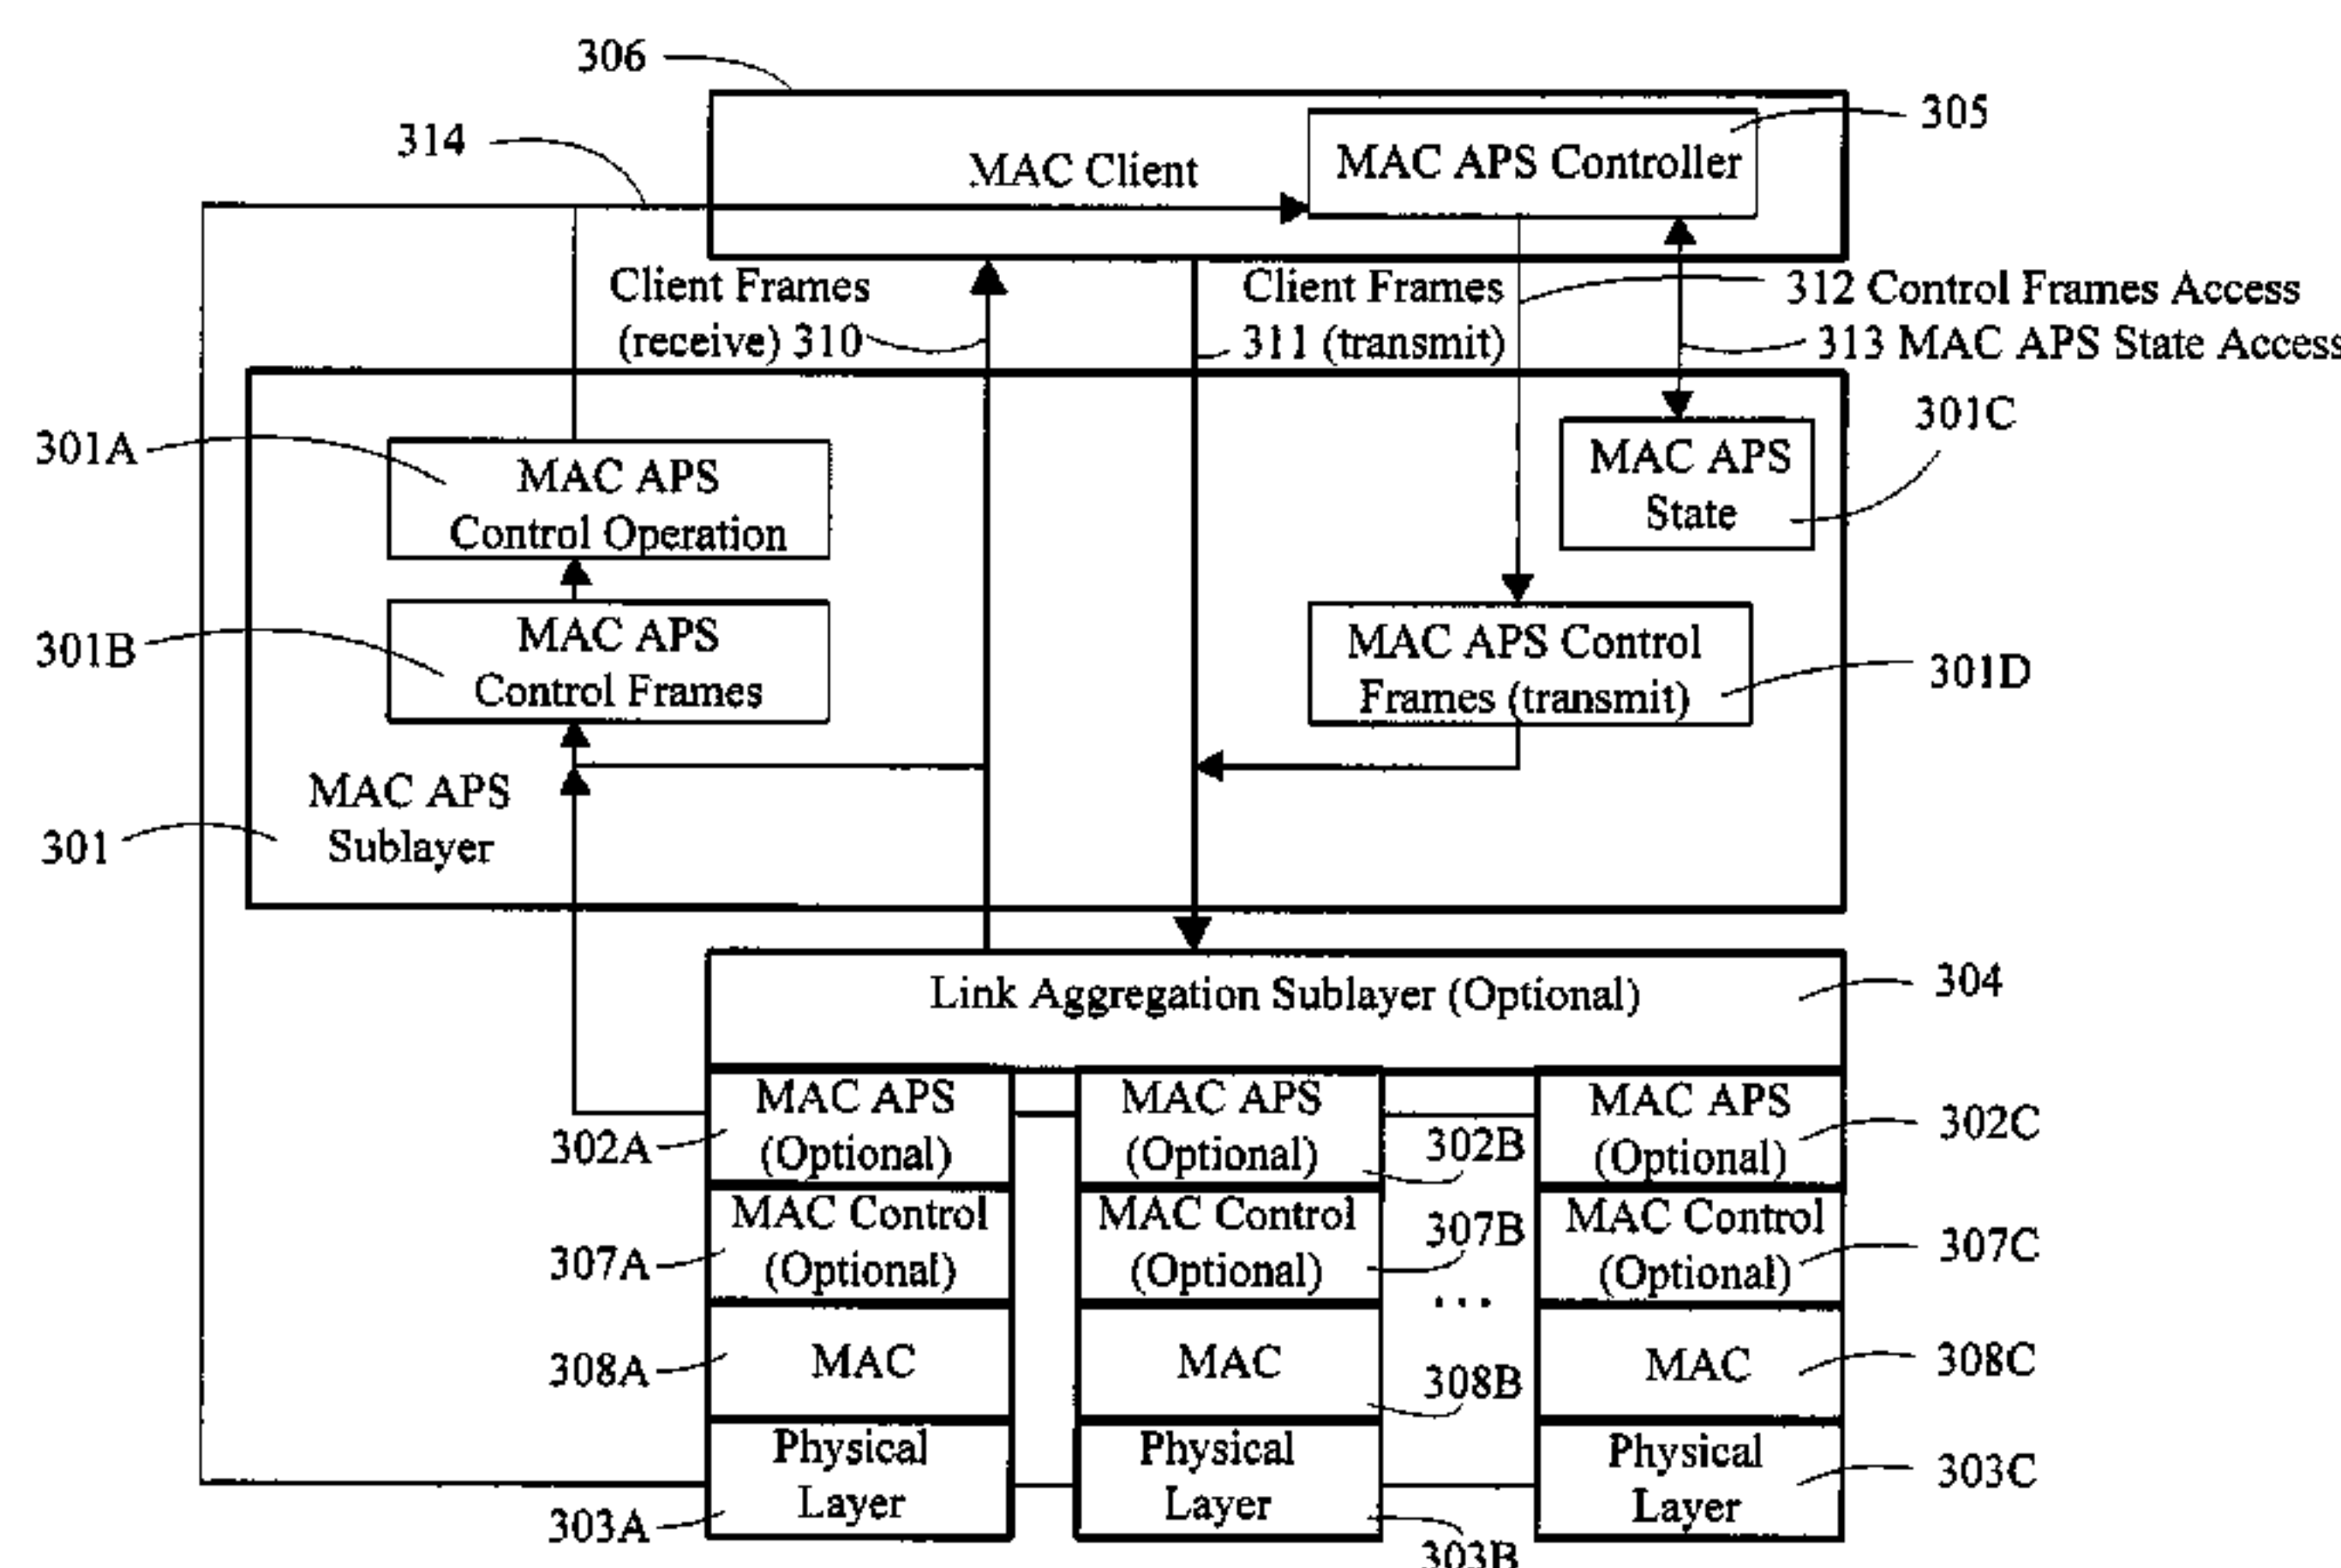 306
305
314
MAC Client
MAC APS Controller
Client Frames
(receive) 310
Client Frames
311 (transmit)
312 Control Frames Access
313 MAC APS State Access
301A
MAC APS
Control Operation
MAC APS
State
301C
301B
MAC APS
Control Frames
MAC APS Control
Frames (transmit)
301D
MAC APS
Sublayer
301
Link Aggregation Sublayer (Optional)
304
302A
MAC APS
(Optional)
MAC APS
(Optional)
302B
MAC APS
(Optional)
302C
307A
MAC Control
(Optional)
MAC Control
(Optional)
307B
MAC Control
(Optional)
307C
...
308A
MAC
MAC
308B
MAC
308C
303A
Physical
Layer
Physical
Layer
303B
Physical
Layer
303C